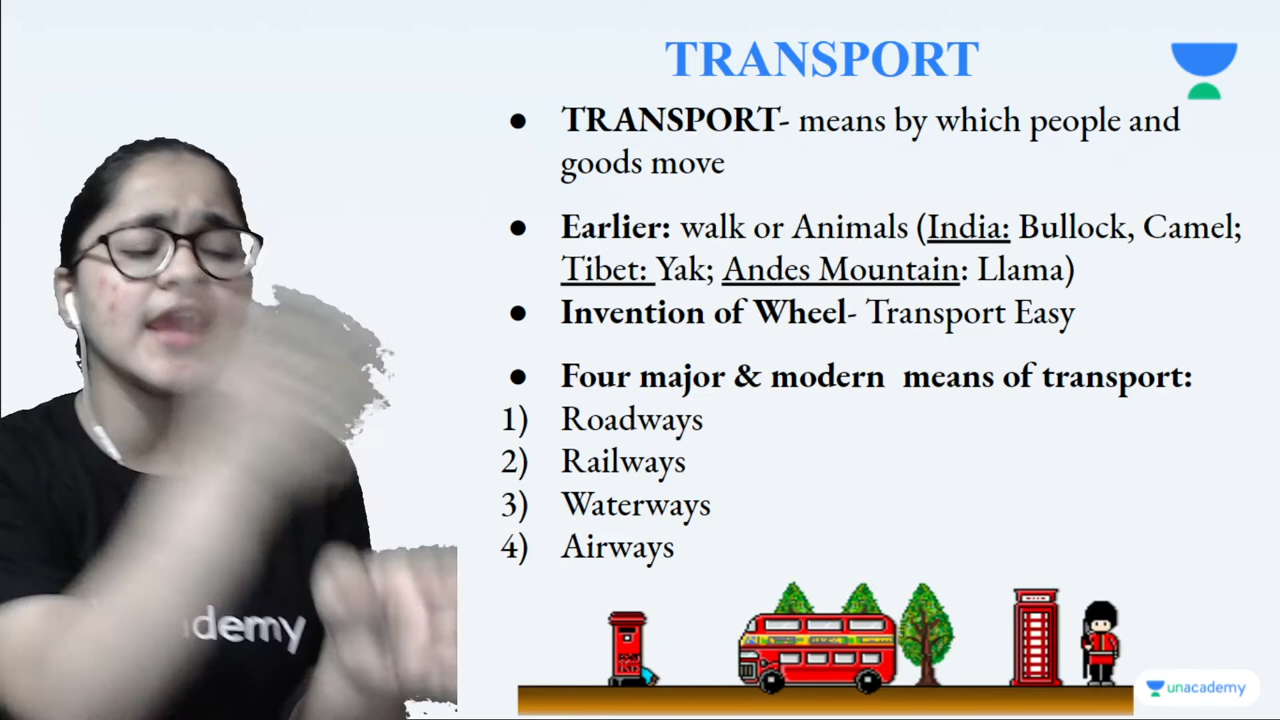 TRANSPORT
● TRANSPORT- means by which people and
goods move
● Earlier: walk or Animals (India: Bullock, Camel;
Tibet: Yak; Andes Mountain: Llama)
● Invention of Wheel- Transport Easy
● Four major & modern means of transport:
1) Roadways
2) Railways
3) Waterways
4) Airways
demy
unacademy